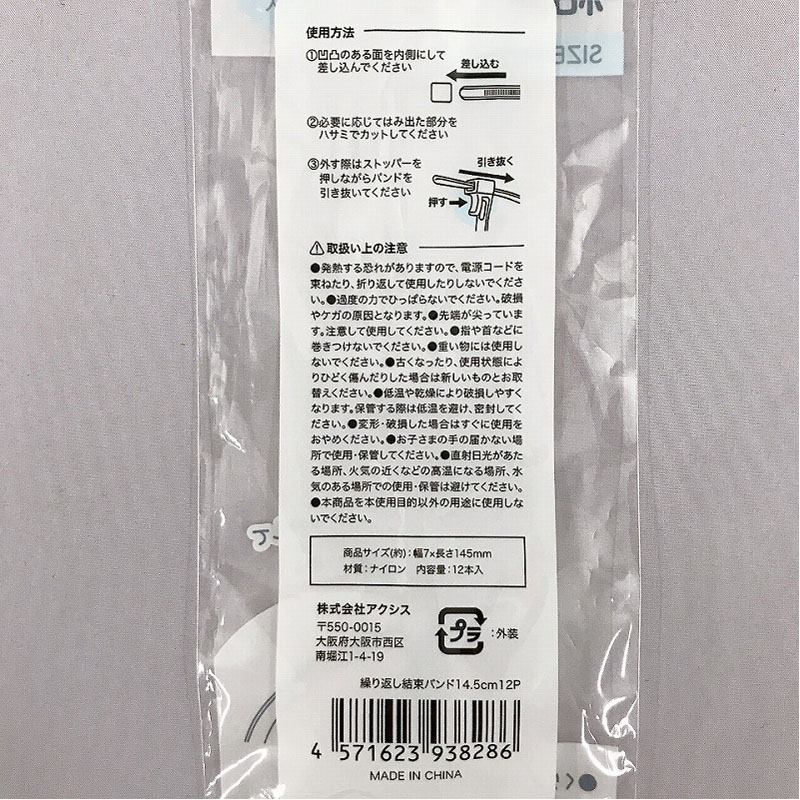 使用方法
①凹凸のある面を内側にして
差し込んでください
差し込む
②必要に応じてはみ出た部分を
ハサミでカットしてください
③外す際はストッパーを
押しながらバンドを
引き抜いてください
引き抜く
押す
⚠取扱い上の注意
●発熱する恐れがありますので、電源コードを
束ねたり、折り返して使用したりしないでくださ
い。●過度の力でひっぱらないでください。破損
やケガの原因となります。●先端が尖っていま
す。注意して使用してください。●指や首などに
巻きつけないでください。●重い物には使用し
ないでください。●古くなったり、使用状態によ
りひどく傷んだりした場合は新しいものとお取
替えください。●低温や乾燥により破損しやすく
なります。保管する際は低温を避け、密封してく
ださい。●変形・破損した場合はすぐに使用を
おやめください。●お子さまの手の届かない場
所で使用・保管してください。●直射日光があた
る場所、火気の近くなどの高温になる場所、水
気のある場所での使用・保管は避けてください。
●本商品を本使用目的以外の用途に使用しな
いでください。
商品サイズ(約):幅7×長さ145mm
材質:ナイロン 内容量:12本入
株式会社アクシス
〒550-0015
大阪府大阪市西区
南堀江1-4-19
プラ
:外装
繰り返し結束バンド14.5cm12P
4 571623 938286
MADE IN CHINA
SIZE